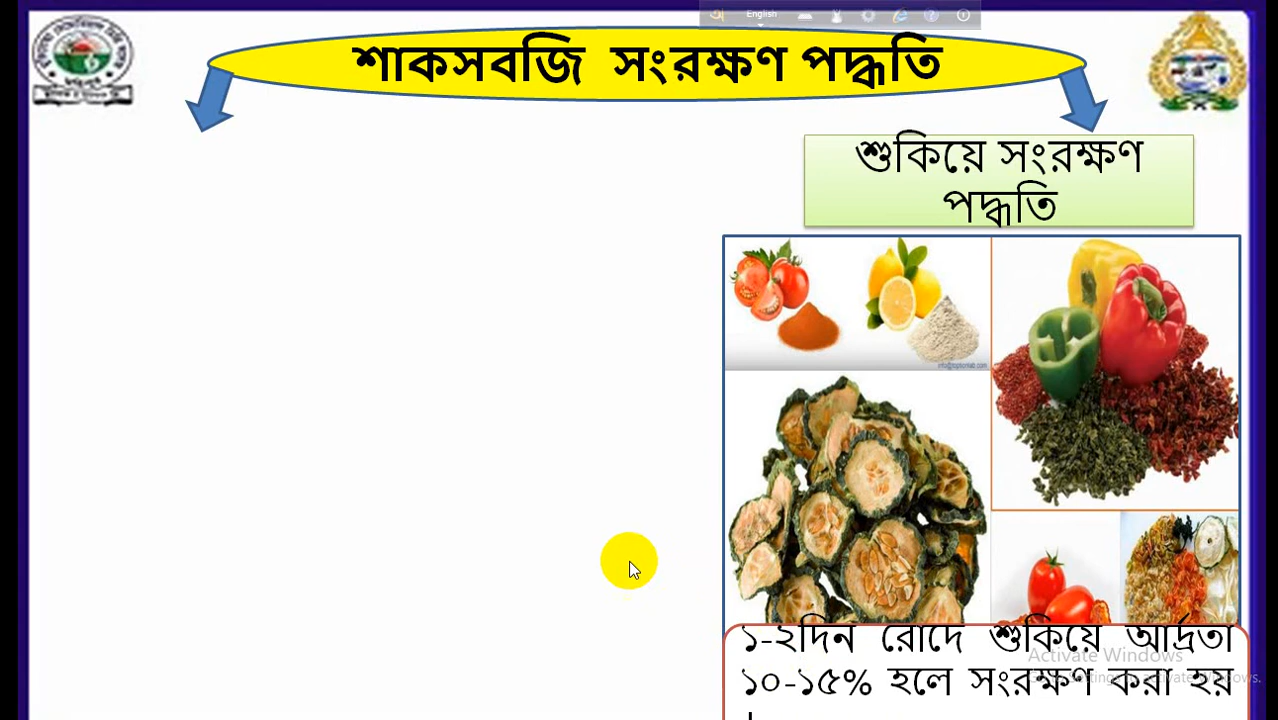 English
শাকসবজি সংরক্ষণ পদ্ধতি
শুকিয়ে সংরক্ষণ
পদ্ধতি
১-২দিন রোদে শুকিয়ে আর্দ্রতা
১০-১৫% হলে সংরক্ষণ করা হয়
।
Activate Windows